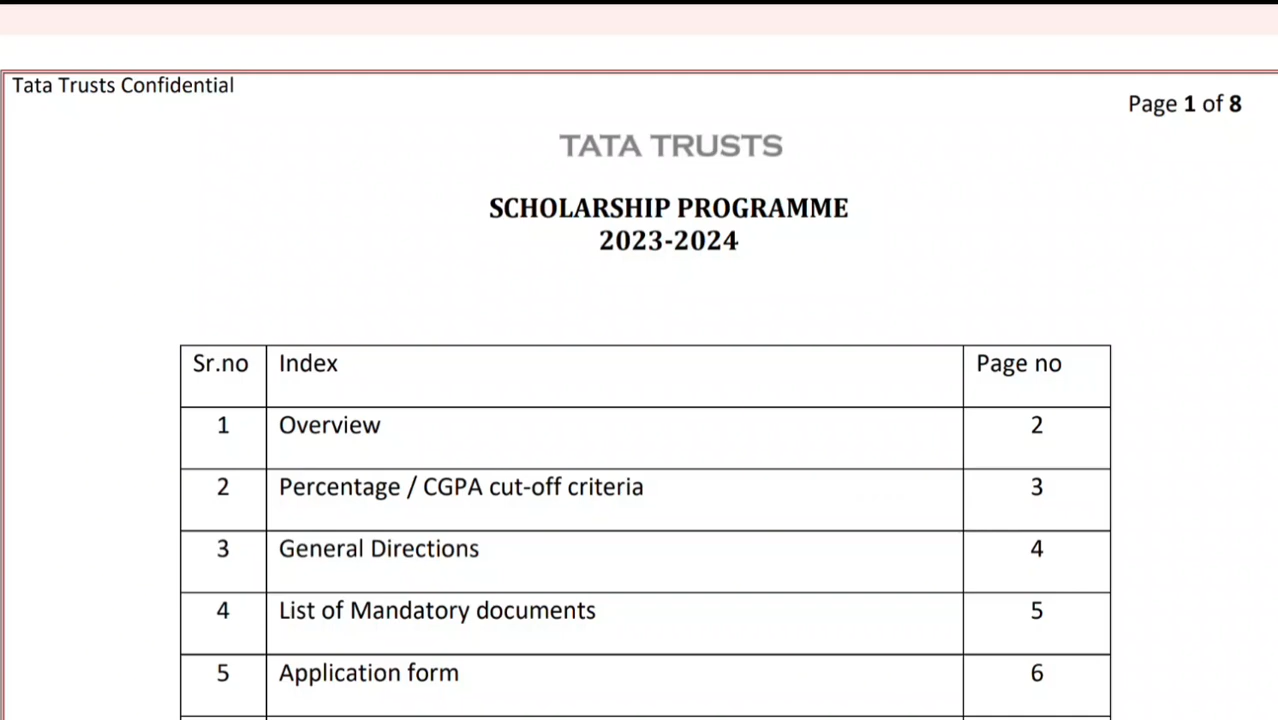 Tata Trusts Confidential
Page 1 of 8
TATA TRUSTS
SCHOLARSHIP PROGRAMME
2023-2024
Sr.no Index Page no
1 Overview 2
2 Percentage / CGPA cut-off criteria 3
3 General Directions 4
4 List of Mandatory documents 5
5 Application form 6